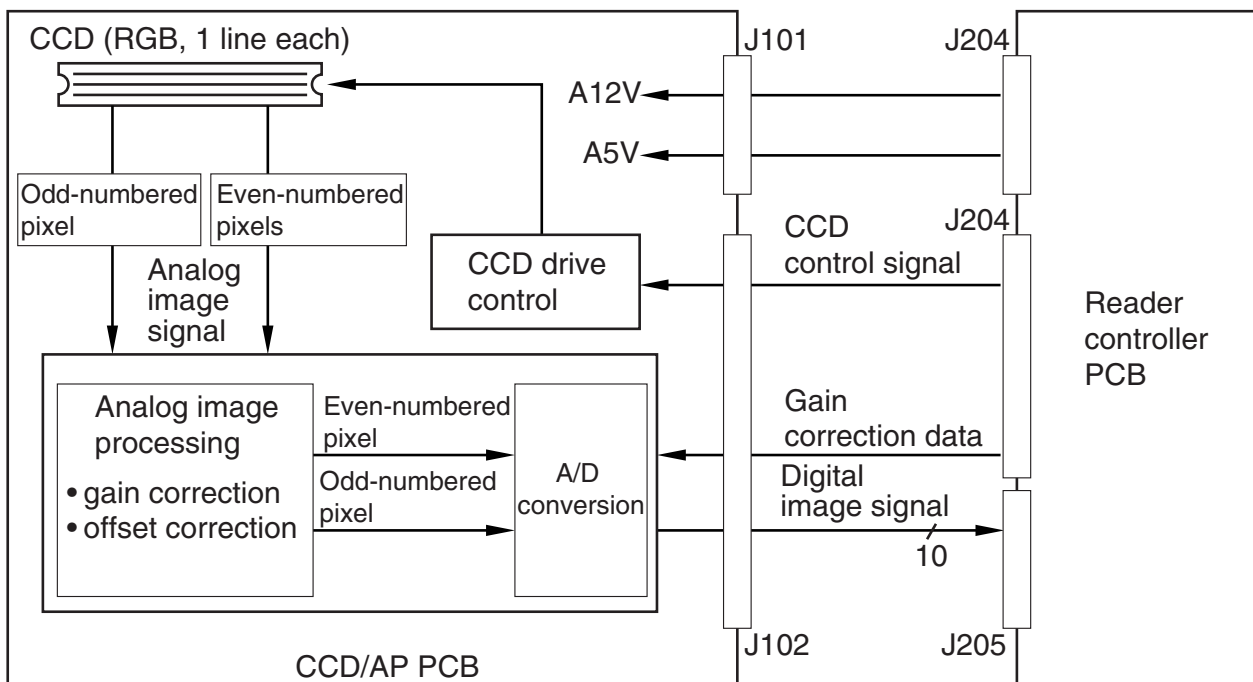 CCD (RGB, 1 line each)
J101
J204
A12V
A5V
Odd-numbered
pixel
Even-numbered
pixels
Analog
image
signal
CCD drive
control
CCD
control signal
J204
Reader
controller
PCB
Analog image
processing
• gain correction
• offset correction
Even-numbered
pixel
Odd-numbered
pixel
A/D
conversion
Gain
correction data
Digital
image signal
10
J102
J205
CCD/AP PCB